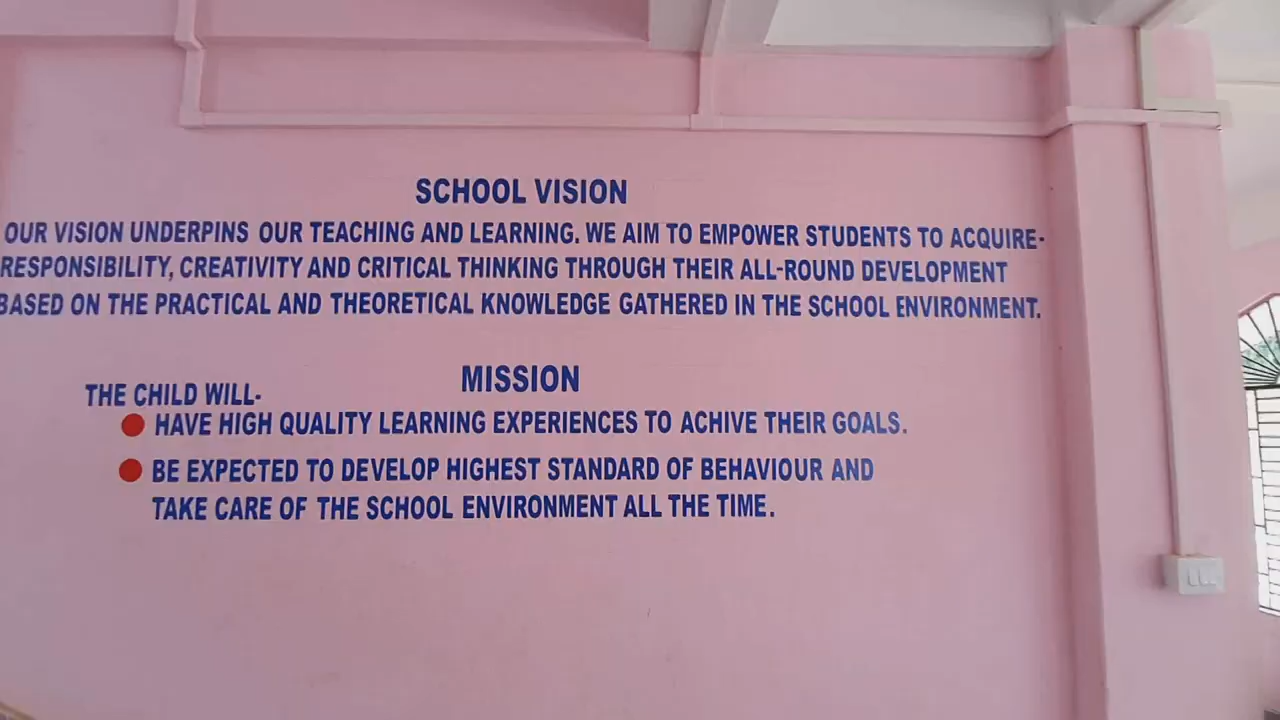 SCHOOL VISION
OUR VISION UNDERPINS OUR TEACHING AND LEARNING. WE AIM TO EMPOWER STUDENTS TO ACQUIRE-
RESPONSIBILITY, CREATIVITY AND CRITICAL THINKING THROUGH THEIR ALL-ROUND DEVELOPMENT
BASED ON THE PRACTICAL AND THEORETICAL KNOWLEDGE GATHERED IN THE SCHOOL ENVIRONMENT.
MISSION
THE CHILD WILL-
HAVE HIGH QUALITY LEARNING EXPERIENCES TO ACHIVE THEIR GOALS.
BE EXPECTED TO DEVELOP HIGHEST STANDARD OF BEHAVIOUR AND
TAKE CARE OF THE SCHOOL ENVIRONMENT ALL THE TIME.